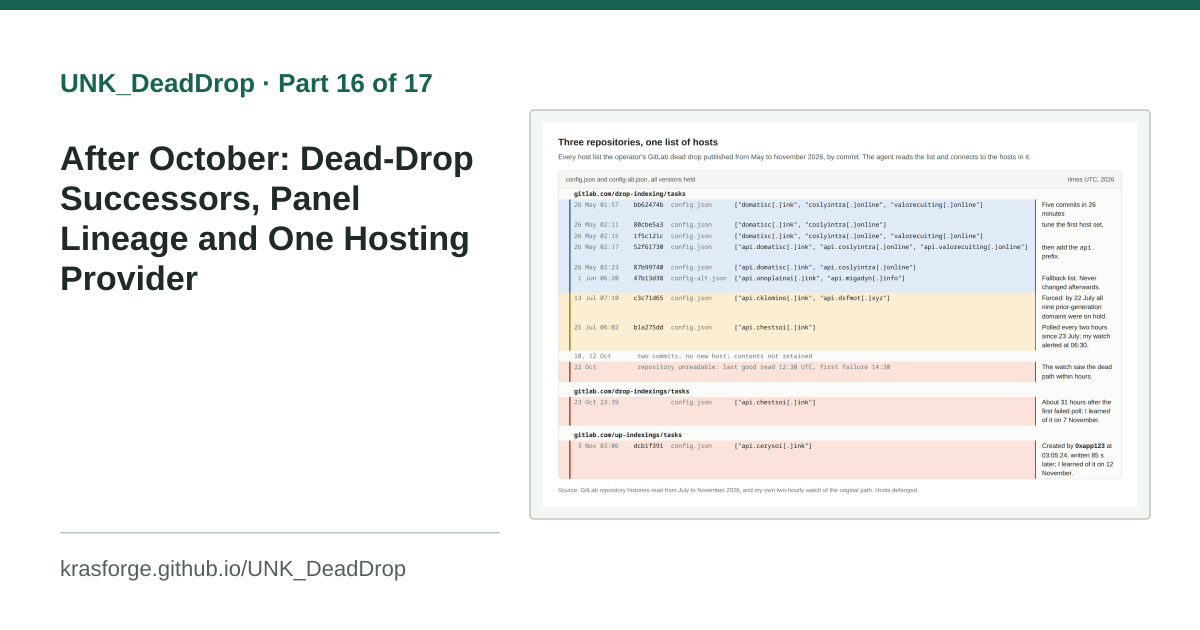 UNK_DeadDrop · Part 16 of 17
After October: Dead-Drop
Successors, Panel
Lineage and One Hosting
Provider
krasforge.github.io/UNK_DeadDrop
Three repositories, one list of hosts
Every host list the operator's GitLab dead drop published from May to November 2026, by commit. The agent reads the list and connects to the hosts in it.
config.json and config-alt.json, all versions held times UTC, 2026
gitlab.com/drop-indexing/tasks
26 May 01:57 bb62474b config.json ["domatisc[.]ink", "coslyintra[.]online", "valorecuiting[.]online"] Five commits in 26
minutes
26 May 02:11 80cbe5a3 config.json ["domatisc[.]ink", "coslyintra[.]online", "valorecuiting[.]online"] tune the first host set,
26 May 02:15 1f5c121c config.json ["domatisc[.]ink", "coslyintra[.]online", "valorecuiting[.]online"]
26 May 02:17 52f61730 config.json ["api.domatisc[.]ink", "api.coslyintra[.]online", "api.valorecuiting[.]online"] then add the api.
prefix.
26 May 02:23 87b99740 config.json ["api.domatisc[.]ink", "api.coslyintra[.]online"]
1 Jun 06:20 47b13d38 config-alt.json ["api.onoplainai[.]ink", "api.migadyn[.]info"] Fallback list. Never
changed afterwards.
13 Jul 07:10 c3c71d65 config.json ["api.cklomino[.]ink", "api.dsfmot[.]xyz"] Forced: by 22 July all
nine prior-generation
domains were on hold.
25 Jul 06:02 b1a275dd config.json ["api.chestsoi[.]ink"] Polled every two hours
since 23 July; my watch
alerted at 06:30.
10, 12 Oct two commits, no new host; contents not retained
22 Oct repository unreadable: last good read 12:30 UTC, first failure 14:30 The watch saw the dead
path within hours.
gitlab.com/drop-indexings/tasks
23 Oct 23:39 config.json ["api.chestsoi[.]ink"] About 31 hours after the
first failed poll; I learned
of it on 7 November.
gitlab.com/up-indexings/tasks
3 Nov 03:06 dcb1f391 config.json ["api.cerysoi[.]ink"] Created by 0xapp123 at
03:05:24, written 85 s
later; I learned of it on 12
November.
Source: GitLab repository histories read from July to November 2026, and my own two-hourly watch of the original path. Hosts defanged.